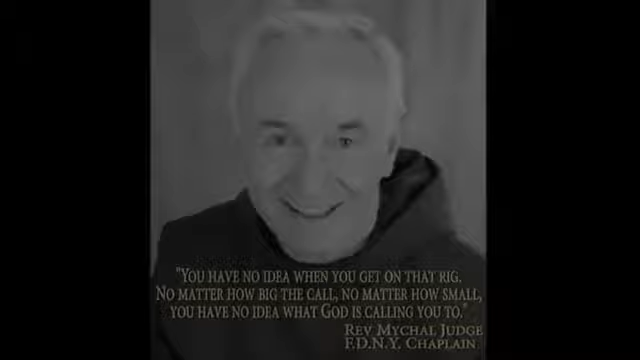 "You have no idea when you get on that rig.
No matter how big the call, no matter how small,
you have no idea what God is calling you to."
Rev Mychal Judge
F.D.N.Y. Chaplain